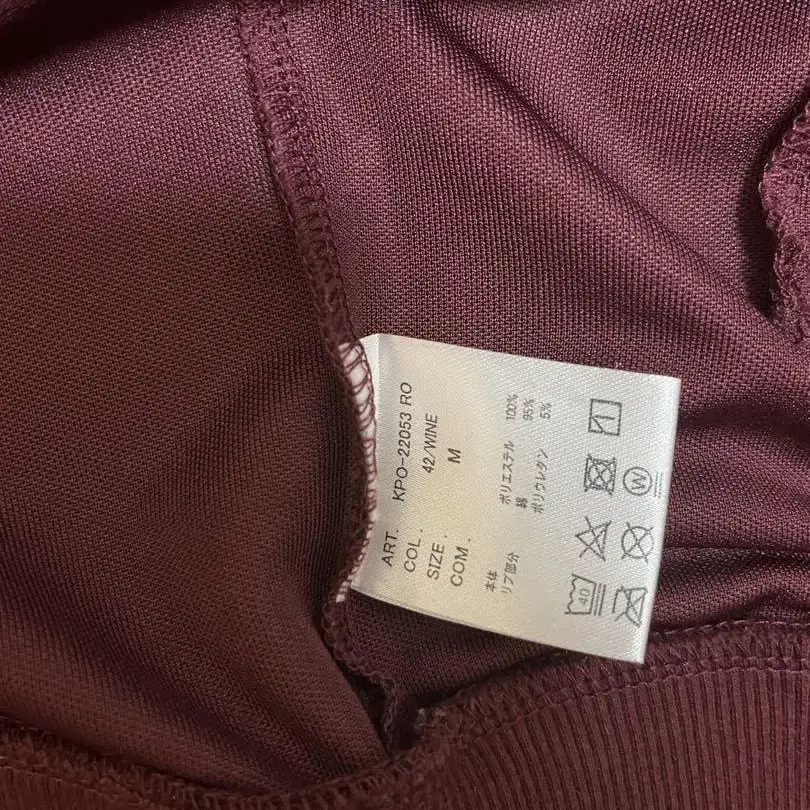 ART. KPO-22053 RO
COL. 42/WINE
SIZE. M
COM.
本体 ポリエステル 100%
リブ部分 綿 95%
ポリウレタン 5%
40
W